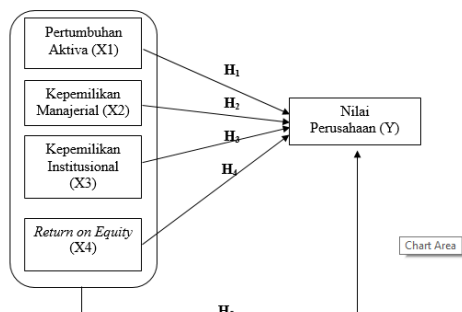 Pertumbuhan
Aktiva (X1)
H1
Kepemilikan
Manajerial (X2)
H2
Nilai
Perusahaan (Y)
H3
Kepemilikan
Institusional
(X3)
H4
Return on Equity
(X4)
Chart Area